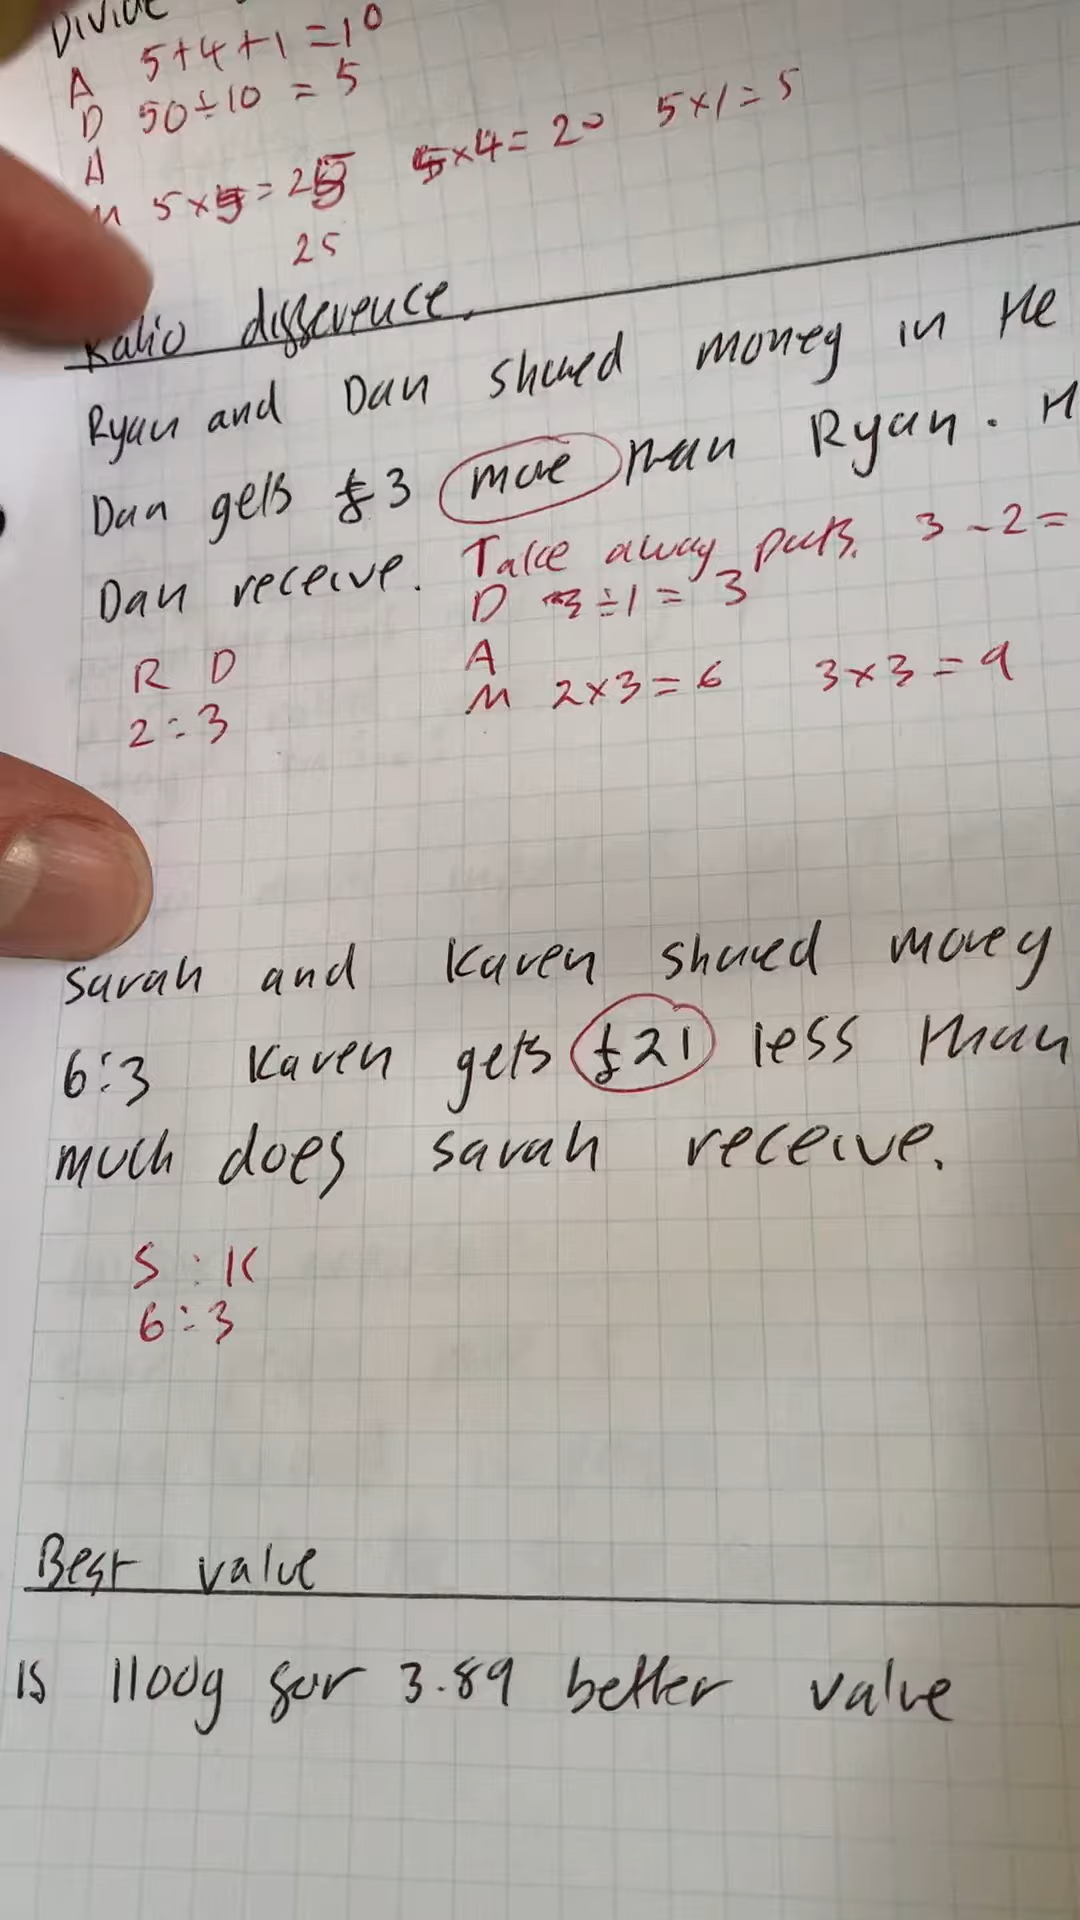 Divide
A 5+4+1=10
D 50÷10 = 5
A
M 5×5=25 5×4=20 5×1=5
25
Ratio difference.
Ryan and Dan shared money in the
Dan gets £3 more than Ryan. H
Dan receive. Take away parts. 3-2=
D 3÷1= 3
R D A
2:3 M 2×3=6 3×3=9
Sarah and Karen shared money
6:3 Karen gets £21 less than
much does sarah receive.
S : K
6:3
Best value
is 1100g for 3.89 better value